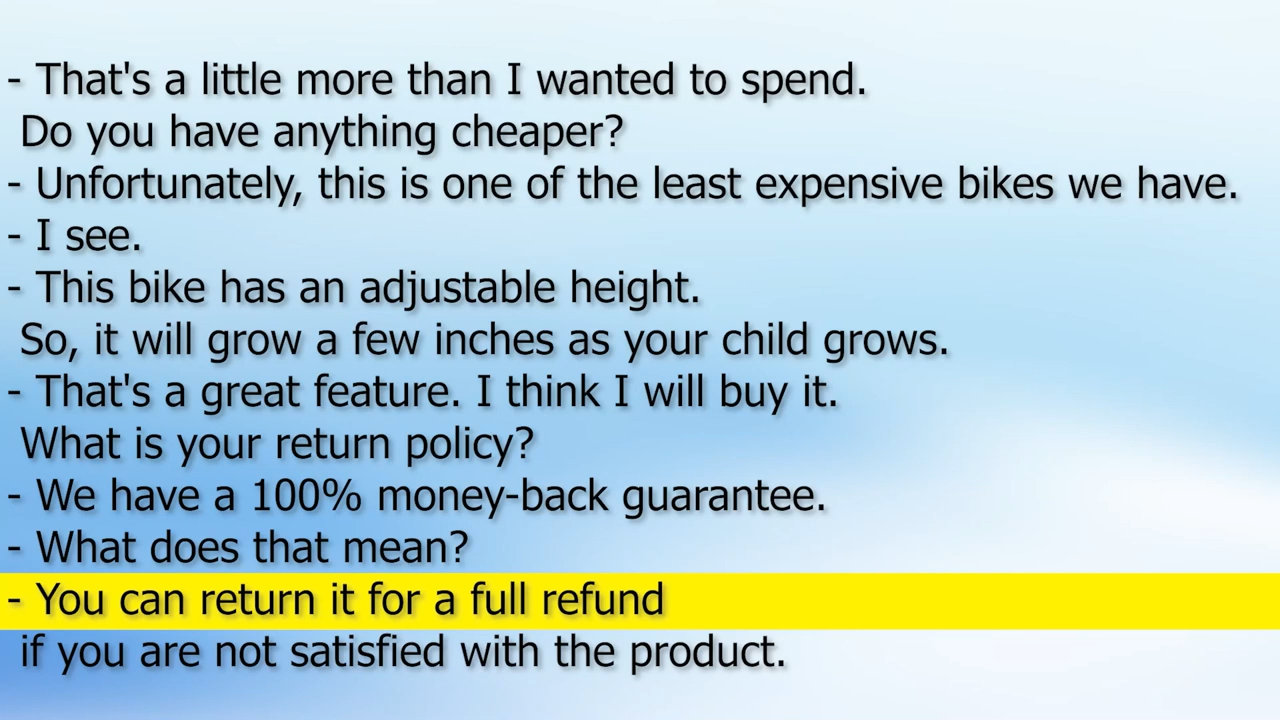 - That's a little more than I wanted to spend.
Do you have anything cheaper?
- Unfortunately, this is one of the least expensive bikes we have.
- I see.
- This bike has an adjustable height.
So, it will grow a few inches as your child grows.
- That's a great feature. I think I will buy it.
What is your return policy?
- We have a 100% money-back guarantee.
- What does that mean?
- You can return it for a full refund
if you are not satisfied with the product.